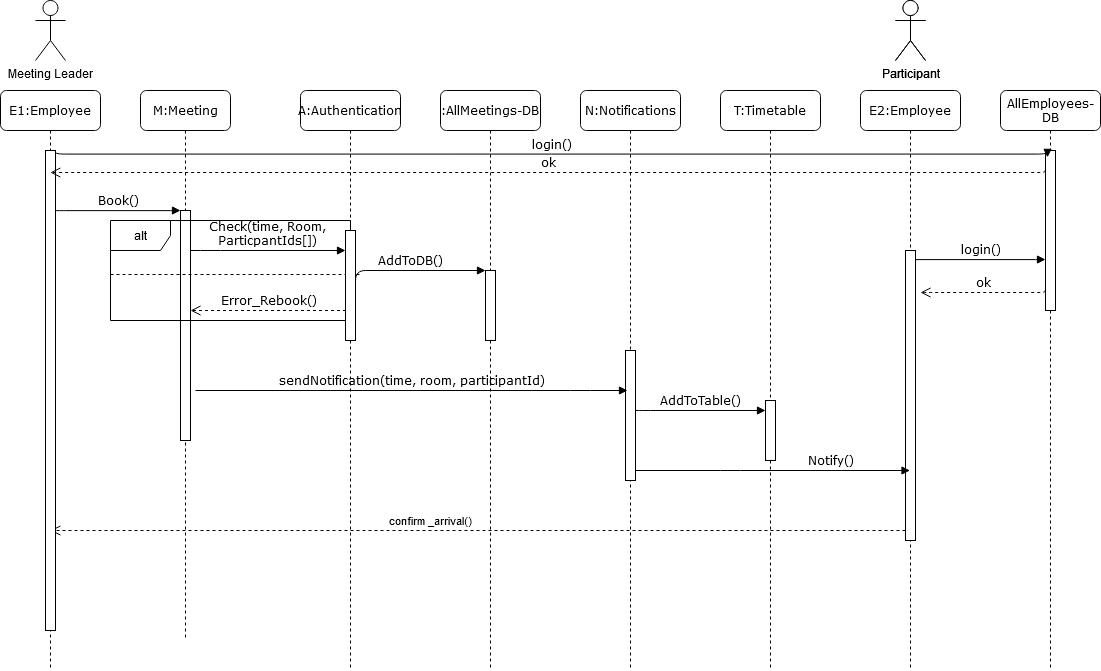 Meeting Leader
Participant
E1:Employee
M:Meeting
A:Authentication
:AllMeetings-DB
N:Notifications
T:Timetable
E2:Employee
AllEmployees-
DB
login()
ok
Book()
alt
Check(time, Room,
ParticpantIds[])
login()
AddToDB()
ok
Error_Rebook()
sendNotification(time, room, participantId)
AddToTable()
Notify()
confirm _arrival()